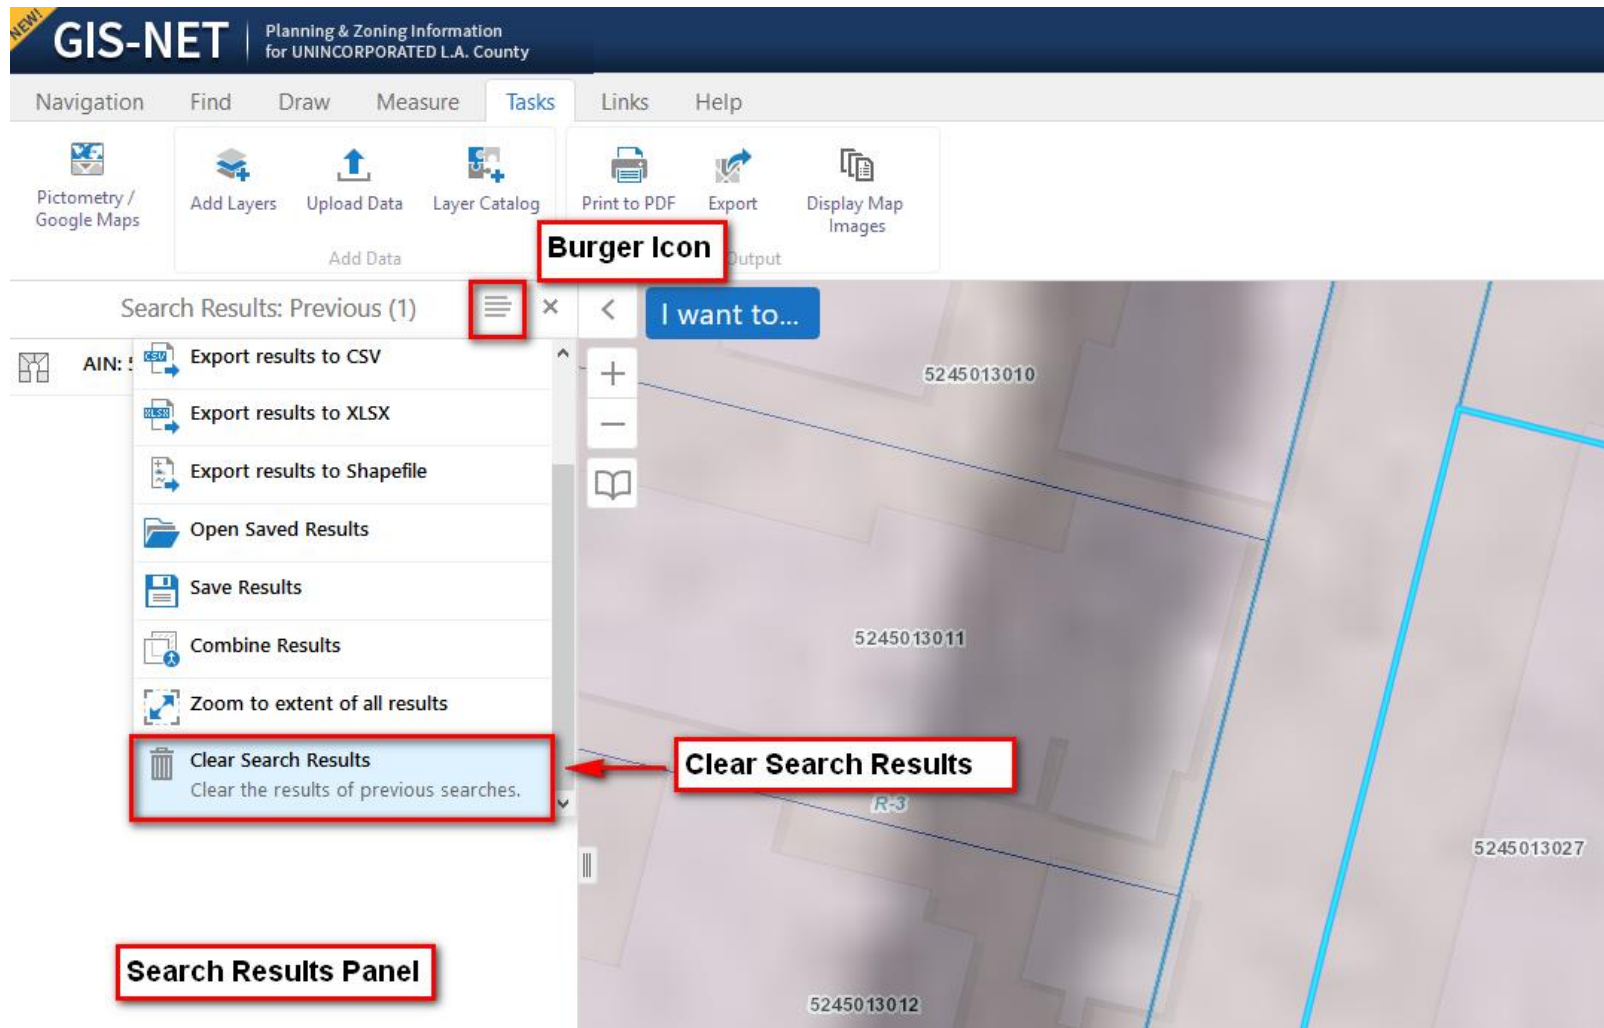 NEW!
GIS-NET
Planning & Zoning Information
for UNINCORPORATED L.A. County
Navigation Find Draw Measure Tasks Links Help
Pictometry /
Google Maps
Add Layers Upload Data Layer Catalog
Add Data
Print to PDF Export Display Map
Images
Output
Burger Icon
Search Results: Previous (1)
I want to...
AIN: 5
CSV
Export results to CSV
XLSX
Export results to XLSX
Export results to Shapefile
Open Saved Results
Save Results
Combine Results
Zoom to extent of all results
Clear Search Results
Clear the results of previous searches.
Clear Search Results
Search Results Panel
5245013010
5245013011
R-3
5245013027
5245013012